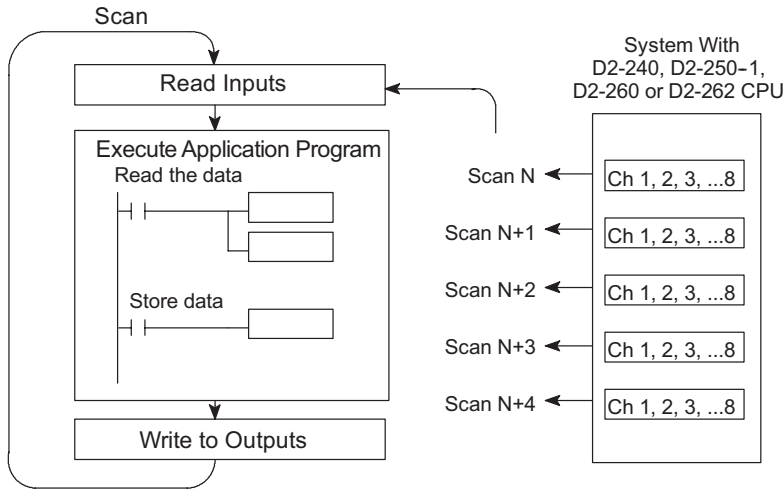 Scan
Read Inputs
Execute Application Program
Read the data
Store data
Write to Outputs
System With
D2-240, D2-250-1,
D2-260 or D2-262 CPU
Scan N
Ch 1, 2, 3, ...8
Scan N+1
Ch 1, 2, 3, ...8
Scan N+2
Ch 1, 2, 3, ...8
Scan N+3
Ch 1, 2, 3, ...8
Scan N+4
Ch 1, 2, 3, ...8